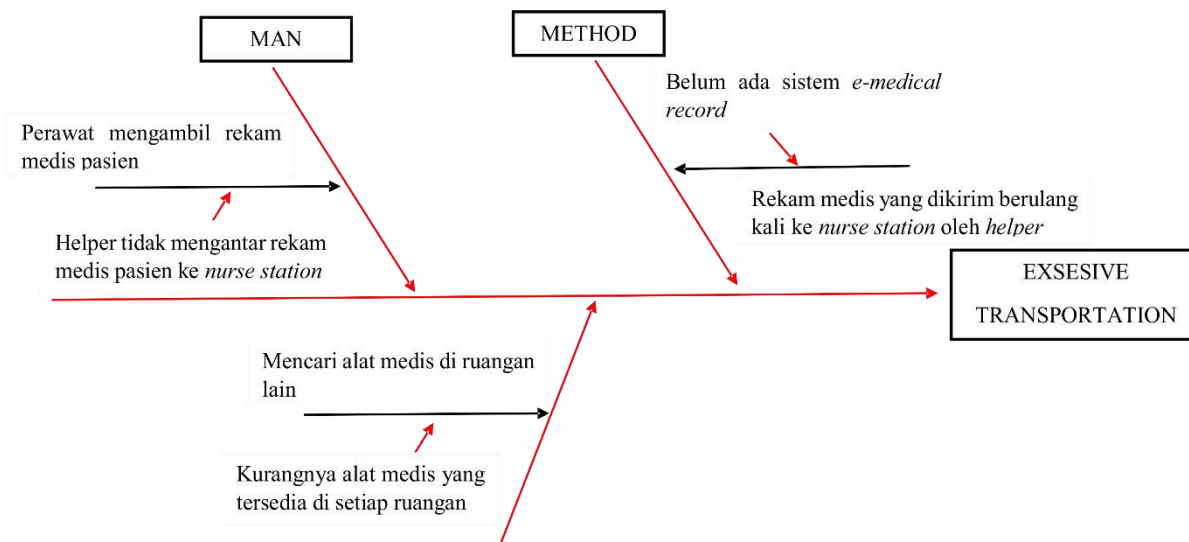 MAN
METHOD
Belum ada sistem e-medical
record
Perawat mengambil rekam
medis pasien
Rekam medis yang dikirim berulang
kali ke nurse station oleh helper
Helper tidak mengantar rekam
medis pasien ke nurse station
EXSESIVE
TRANSPORTATION
Mencari alat medis di ruangan
lain
Kurangnya alat medis yang
tersedia di setiap ruangan